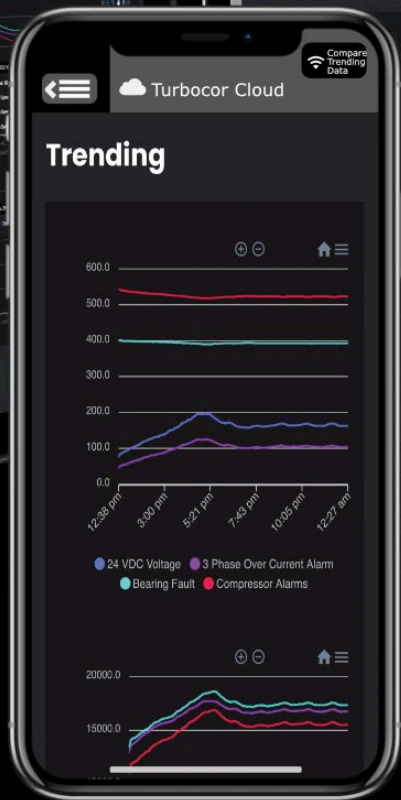 Compare
Trending
Data
Turbocor Cloud
Trending
600.0
500.0
400.0
300.0
200.0
100.0
0.0
12:38 pm
3:00 pm
5:21 pm
7:43 pm
10:05 pm
12:27 am
24 VDC Voltage
3 Phase Over Current Alarm
Bearing Fault
Compressor Alarms
20000.0
15000.0